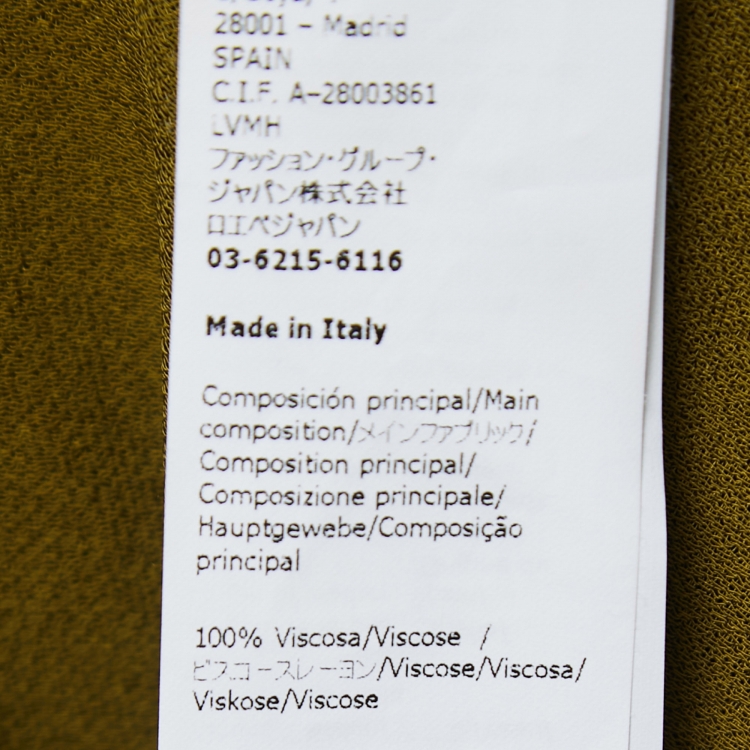 28001 – Madrid
SPAIN
C.I.F. A-28003861
LVMH
ファッション・グループ・
ジャパン株式会社
ロエベジャパン
03-6215-6116
Made in Italy
Composición principal/Main
composition/メインファブリック/
Composition principal/
Composizione principale/
Hauptgewebe/Composição
principal
100% Viscosa/Viscose /
ビスコースレーヨン/Viscose/Viscosa/
Viskose/Viscose